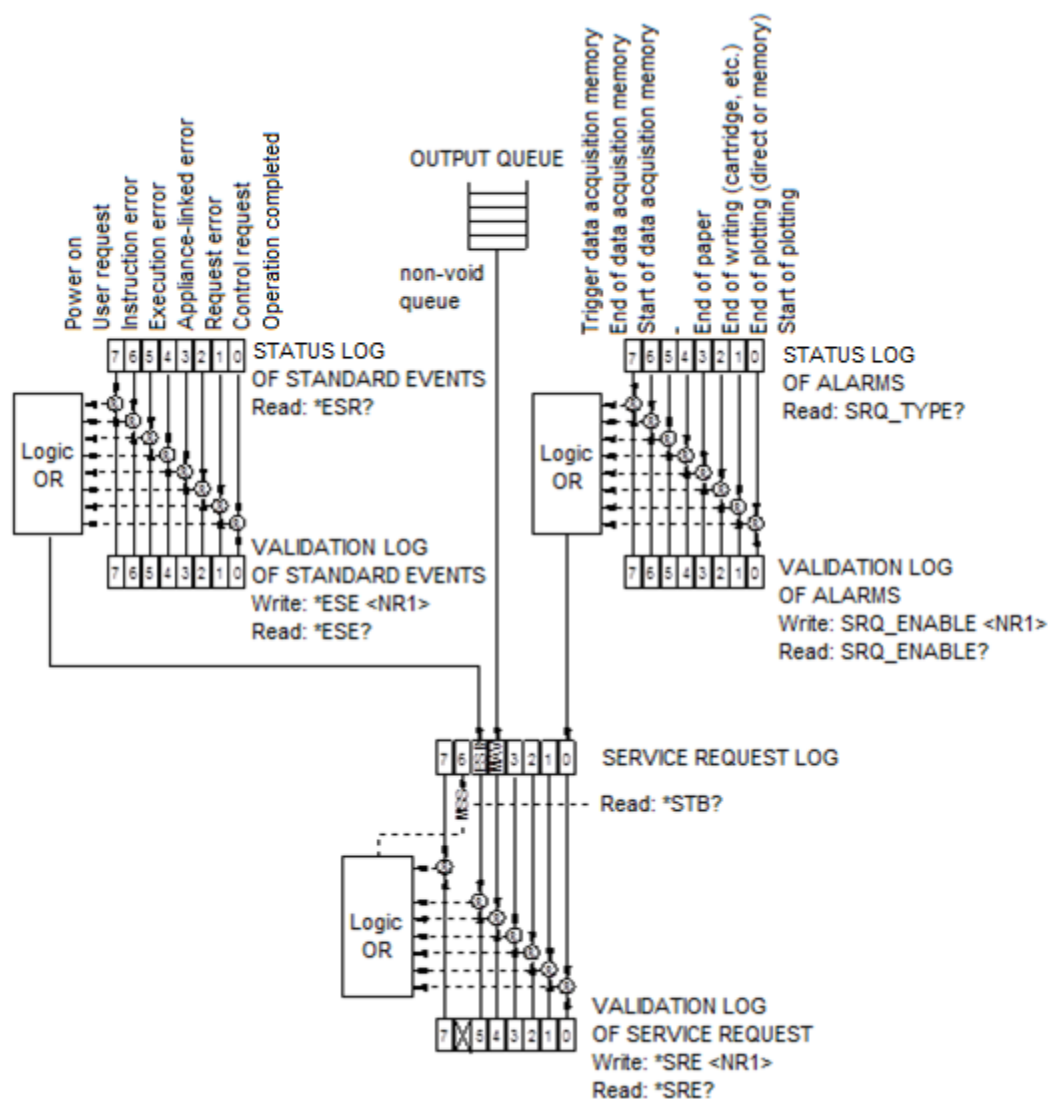 Power on
User request
Instruction error
Execution error
Appliance-linked error
Request error
Control request
Operation completed
OUTPUT QUEUE
non-void
queue
Trigger data acquisition memory
End of data acquisition memory
Start of data acquisition memory
-
End of paper
End of writing (cartridge, etc.)
End of plotting (direct or memory)
Start of plotting
7 6 5 4 3 2 1 0
STATUS LOG
OF STANDARD EVENTS
Read: *ESR?
Logic
OR
& & & & & & & &
7 6 5 4 3 2 1 0
VALIDATION LOG
OF STANDARD EVENTS
Write: *ESE <NR1>
Read: *ESE?
7 6 5 4 3 2 1 0
STATUS LOG
OF ALARMS
Read: SRQ_TYPE?
Logic
OR
& & & & & & & &
7 6 5 4 3 2 1 0
VALIDATION LOG
OF ALARMS
Write: SRQ_ENABLE <NR1>
Read: SRQ_ENABLE?
7 6 ESB MAV 3 2 1 0
SERVICE REQUEST LOG
MSS
Read: *STB?
Logic
OR
& & & & & & &
7 5 4 3 2 1 0
VALIDATION LOG
OF SERVICE REQUEST
Write: *SRE <NR1>
Read: *SRE?